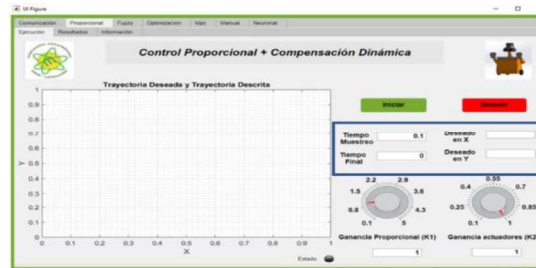 UI Figure
Comunicación Proporcional Fuzzy Optimizacion Mpc Manual Neuronal
Ejecución Resultados Información
Control Proporcional + Compensación Dinámica
Trayectoria Deseada y Trayectoria Descrita
1
0.9
0.8
0.7
0.6
0.5
0.4
0.3
0.2
0.1
0
Y
0 0.1 0.2 0.3 0.4 0.5 0.6 0.7 0.8 0.9 1
X
Estado
Iniciar Detener
Tiempo Muestreo 0.1
Deseado en X
Tiempo Final 0
Deseado en Y
2.2 2.9
1.5 3.6
0.8 4.3
0.1 5
0.55
0.4 0.7
0.25 0.85
0.1 1
Ganancia Proporcional (K1) Ganancia actuadores (K2
1 1